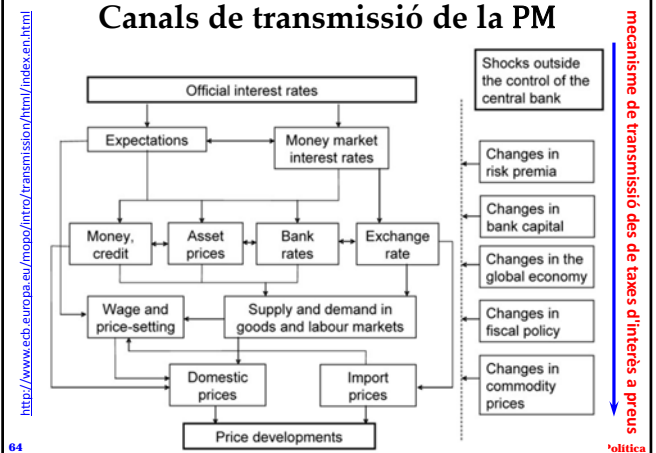 Canals de transmissió de la PM
http://www.ecb.europa.eu/mopo/intro/transmission/html/index.en.html
Official interest rates
Shocks outside
the control of the
central bank
Expectations
Money market
interest rates
Changes in
risk premia
Changes in
bank capital
Money,
credit
Asset
prices
Bank
rates
Exchange
rate
Changes in the
global economy
Wage and
price-setting
Supply and demand in
goods and labour markets
Changes in
fiscal policy
Domestic
prices
Import
prices
Changes in
commodity
prices
Price developments
mecanisme de transmissió des de taxes d'interès a preus
64
Política